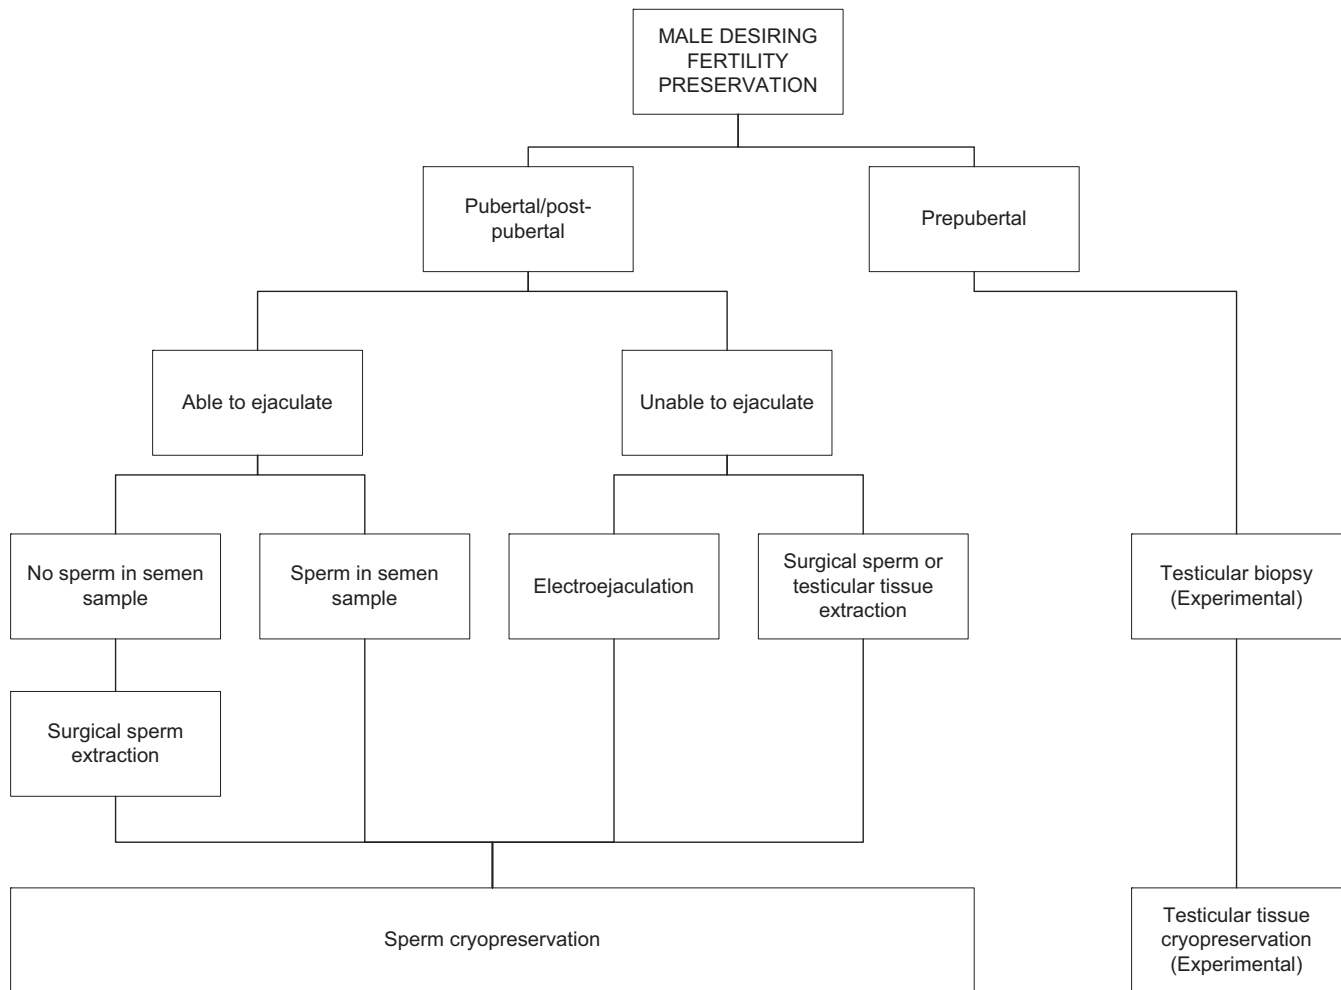 MALE DESIRING
FERTILITY
PRESERVATION
Pubertal/post-
pubertal
Prepubertal
Able to ejaculate
Unable to ejaculate
No sperm in semen
sample
Sperm in semen
sample
Electroejaculation
Surgical sperm or
testicular tissue
extraction
Testicular biopsy
(Experimental)
Surgical sperm
extraction
Sperm cryopreservation
Testicular tissue
cryopreservation
(Experimental)